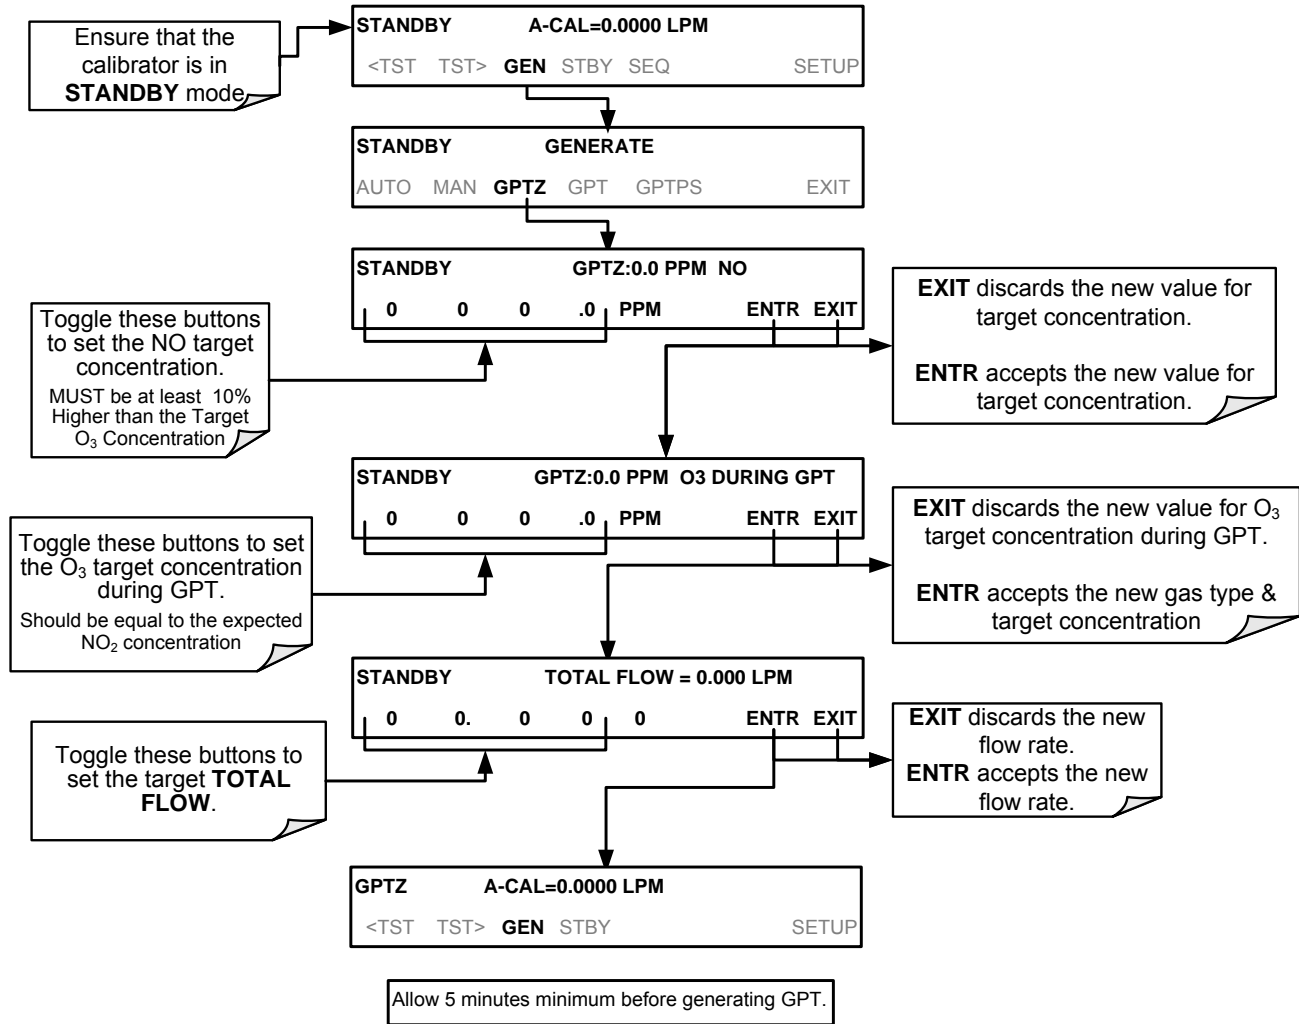 Ensure that the
calibrator is in
STANDBY mode
STANDBY A-CAL=0.0000 LPM
<TST TST> GEN STBY SEQ SETUP
STANDBY GENERATE
AUTO MAN GPTZ GPT GPTPS EXIT
STANDBY GPTZ:0.0 PPM NO
0 0 0 .0 PPM ENTR EXIT
Toggle these buttons
to set the NO target
concentration.
MUST be at least 10%
Higher than the Target
O3 Concentration
EXIT discards the new value for
target concentration.
ENTR accepts the new value for
target concentration.
STANDBY GPTZ:0.0 PPM O3 DURING GPT
0 0 0 .0 PPM ENTR EXIT
Toggle these buttons to set
the O3 target concentration
during GPT.
Should be equal to the expected
NO2 concentration
EXIT discards the new value for O3
target concentration during GPT.
ENTR accepts the new gas type &
target concentration
STANDBY TOTAL FLOW = 0.000 LPM
0 0. 0 0 0 ENTR EXIT
Toggle these buttons to
set the target TOTAL
FLOW.
EXIT discards the new
flow rate.
ENTR accepts the new
flow rate.
GPTZ A-CAL=0.0000 LPM
<TST TST> GEN STBY SETUP
Allow 5 minutes minimum before generating GPT.